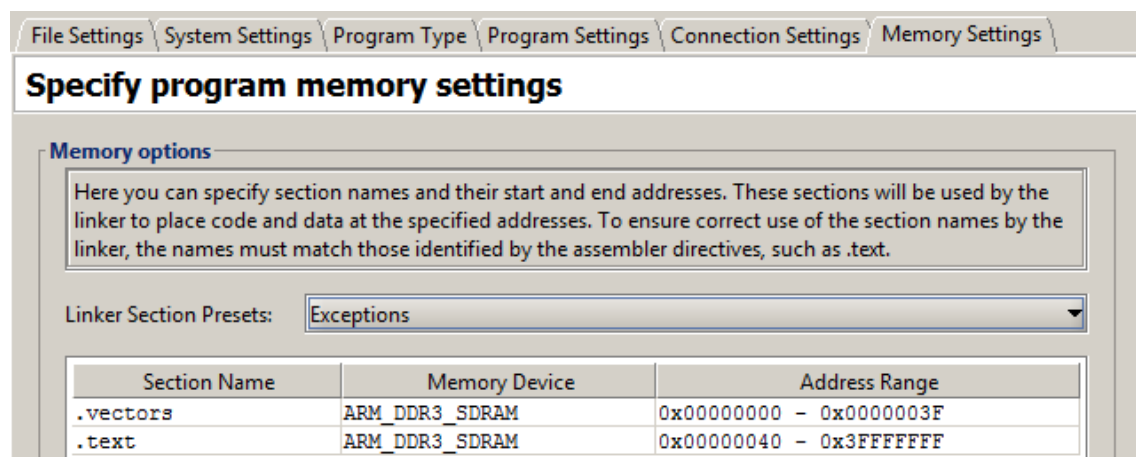 File Settings System Settings Program Type Program Settings Connection Settings Memory Settings
Specify program memory settings
Memory options
Here you can specify section names and their start and end addresses. These sections will be used by the
linker to place code and data at the specified addresses. To ensure correct use of the section names by the
linker, the names must match those identified by the assembler directives, such as .text.
Linker Section Presets: Exceptions
Section Name Memory Device Address Range
.vectors ARM_DDR3_SDRAM 0x00000000 - 0x0000003F
.text ARM_DDR3_SDRAM 0x00000040 - 0x3FFFFFFF